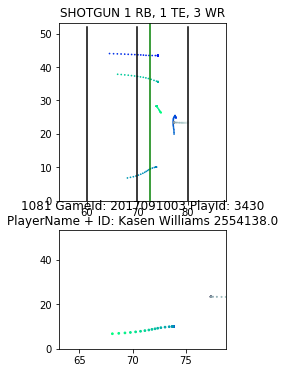 SHOTGUN 1 RB, 1 TE, 3 WR
50
40
30
20
10
0
60 70 80
1081 GameId: 2017091003 PlayId: 3430
PlayerName + ID: Kasen Williams 2554138.0
40
20
0
65 70 75